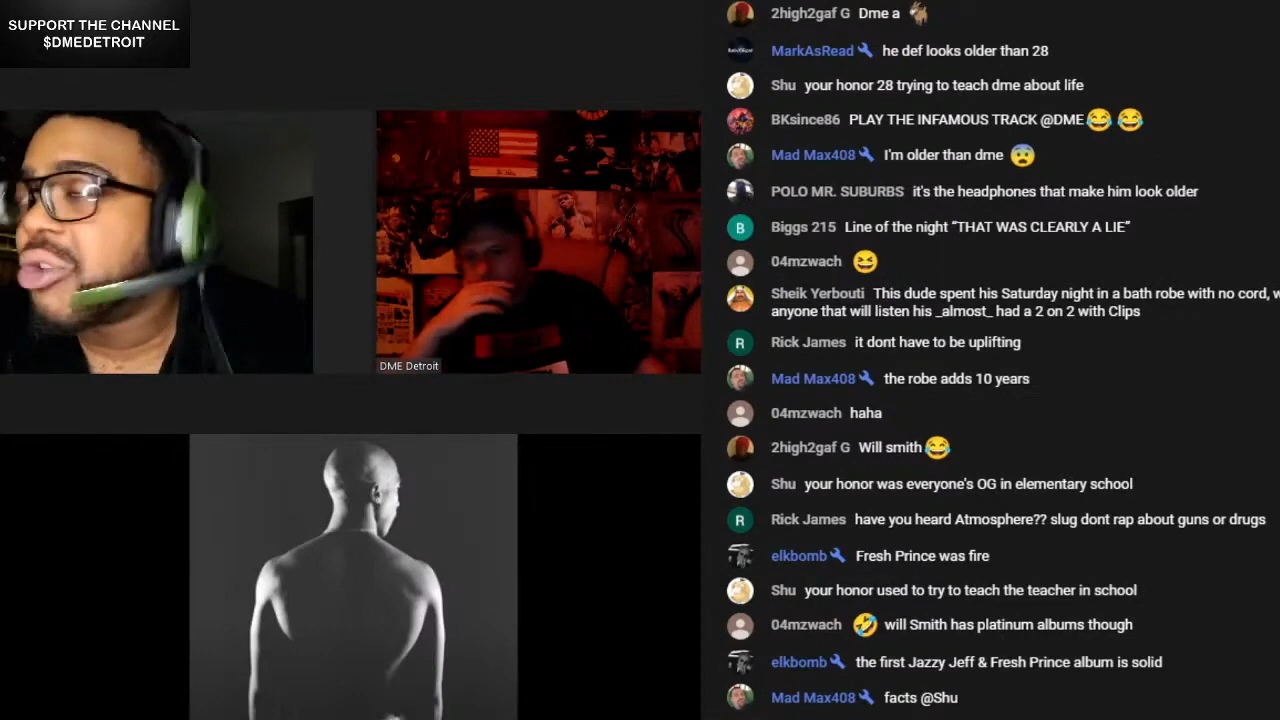 SUPPORT THE CHANNEL
$DMEDETROIT
DME Detroit
2high2gaf G Dme a
MarkAsRead he def looks older than 28
Shu your honor 28 trying to teach dme about life
BKsince86 PLAY THE INFAMOUS TRACK @DME😂😂
Mad Max408 I'm older than dme 😨
POLO MR. SUBURBS it's the headphones that make him look older
B Biggs 215 Line of the night “THAT WAS CLEARLY A LIE”
04mzwach 😆
Sheik Yerbouti This dude spent his Saturday night in a bath robe with no cord,
anyone that will listen his _almost_ had a 2 on 2 with Clips
R Rick James it dont have to be uplifting
Mad Max408 the robe adds 10 years
04mzwach haha
2high2gaf G Will smith😂
Shu your honor was everyone's OG in elementary school
R Rick James have you heard Atmosphere?? slug dont rap about guns or drugs
elkbomb Fresh Prince was fire
Shu your honor used to try to teach the teacher in school
04mzwach 🤣 will Smith has platinum albums though
elkbomb the first Jazzy Jeff & Fresh Prince album is solid
Mad Max408 facts @Shu